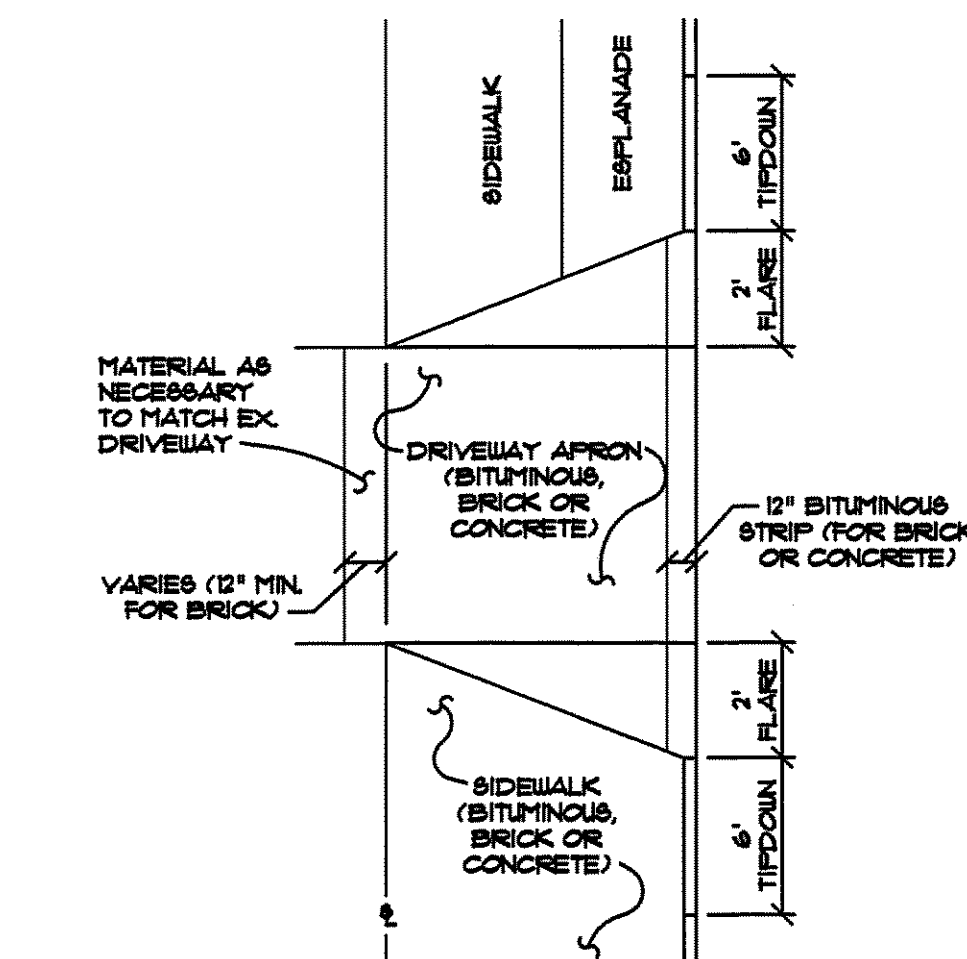 SIDEWALK
ESPLANADE
6'
TIPDOWN
2'
FLARE
MATERIAL AS
NECESSARY
TO MATCH EX.
DRIVEWAY
DRIVEWAY APRON
(BITUMINOUS,
BRICK OR
CONCRETE)
12" BITUMINOUS
STRIP (FOR BRICK
OR CONCRETE)
VARIES (12" MIN.
FOR BRICK)
2'
FLARE
SIDEWALK
(BITUMINOUS,
BRICK OR
CONCRETE)
6'
TIPDOWN